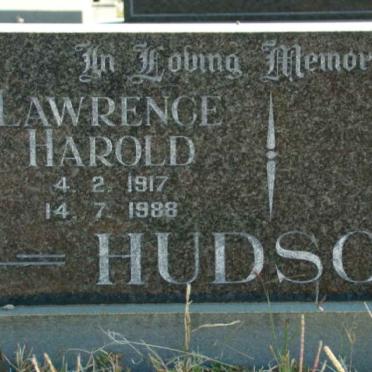 In Loving Memor
LAWRENCE
HAROLD
4. 2. 1917
14. 7. 1988
HUDSO